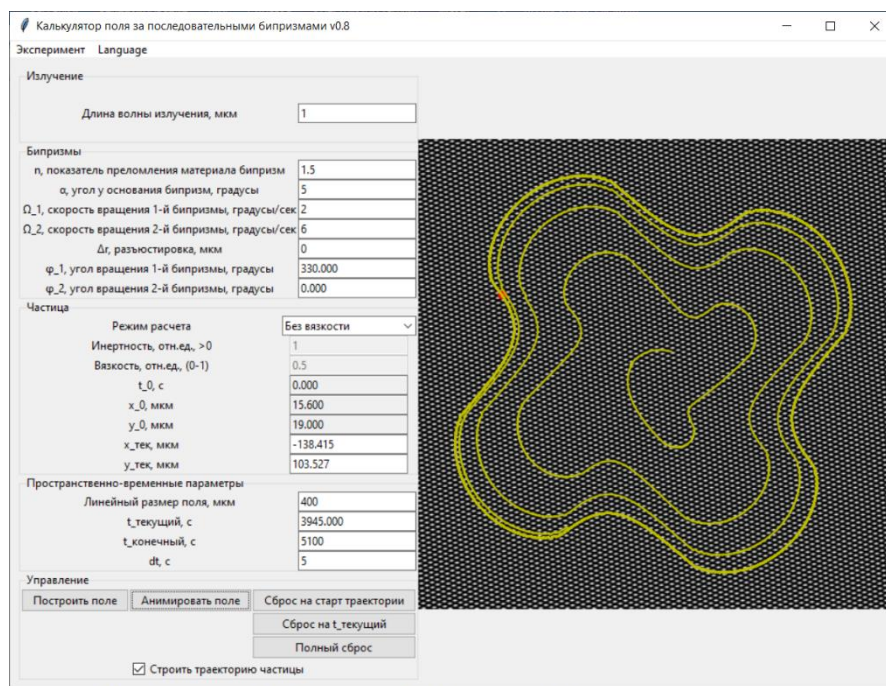 Калькулятор поля за последовательными бипризмами v0.8
Эксперимент Language
Излучение
Длина волны излучения, мкм 1
Бипризмы
n, показатель преломления материала бипризм 1.5
α, угол у основания бипризм, градусы 5
Ω_1, скорость вращения 1-й бипризмы, градусы/сек 2
Ω_2, скорость вращения 2-й бипризмы, градусы/сек 6
Δr, разъюстировка, мкм 0
φ_1, угол вращения 1-й бипризмы, градусы 330.000
φ_2, угол вращения 2-й бипризмы, градусы 0.000
Частица
Режим расчета Без вязкости
Инертность, отн.ед., >0 1
Вязкость, отн.ед., (0-1) 0.5
t_0, с 0.000
x_0, мкм 15.600
y_0, мкм 19.000
x_тек, мкм -138.415
y_тек, мкм 103.527
Пространственно-временные параметры
Линейный размер поля, мкм 400
t_текущий, с 3945.000
t_конечный, с 5100
dt, с 5
Управление
Построить поле Анимировать поле Сброс на старт траектории
Сброс на t_текущий
Полный сброс
Строить траекторию частицы